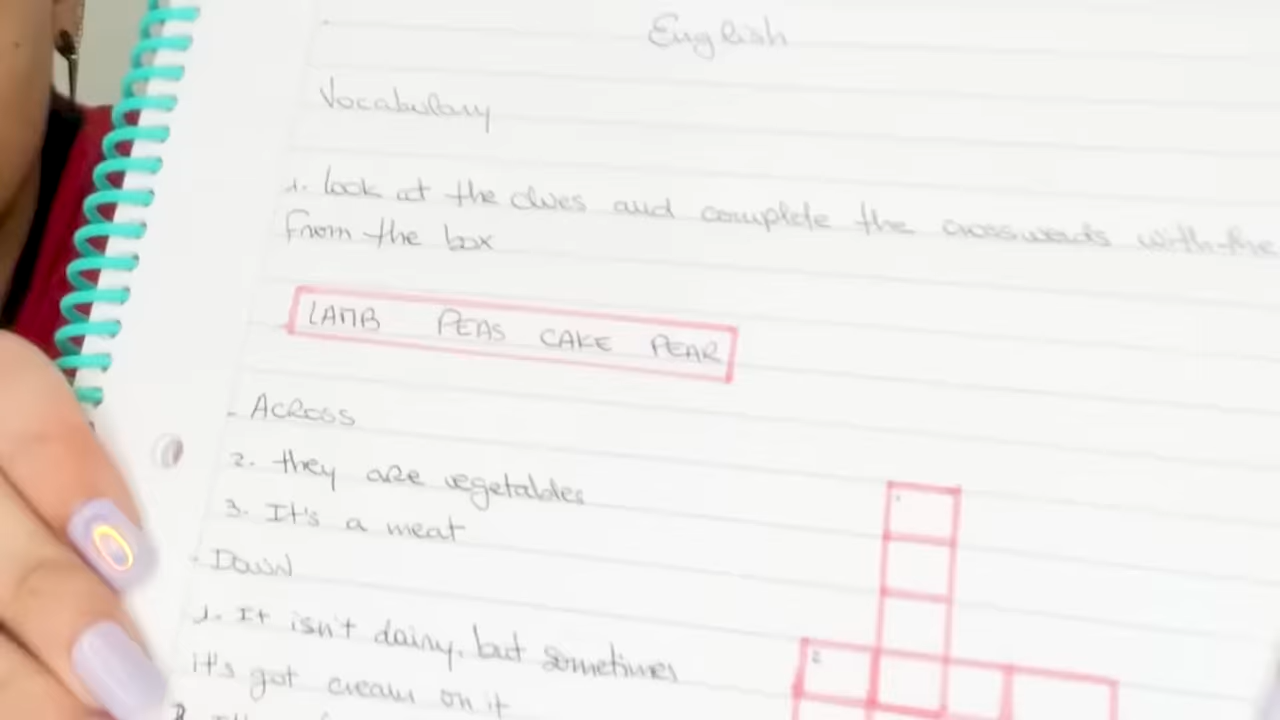 English
Vocabulary
1. look at the clues and complete the crosswords with the
from the box
LAMB PEAS CAKE PEAR
- ACROSS
2. they are vegetables
3. It's a meat
- Down
1. It isn't dairy, but sometimes
it's got cream on it
2